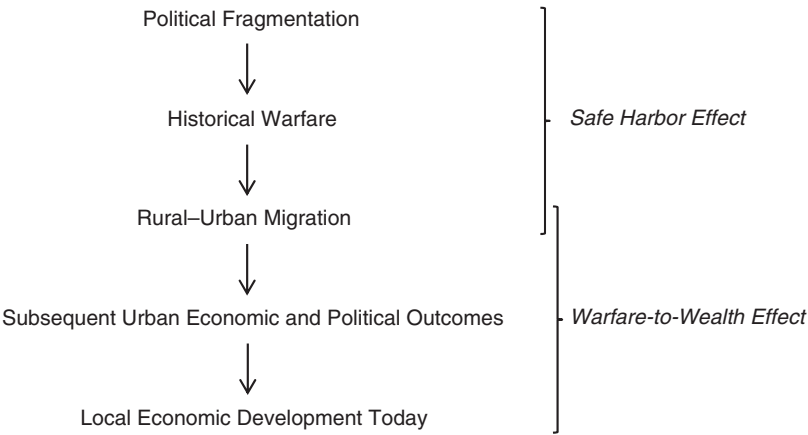 Political Fragmentation
Historical Warfare
Safe Harbor Effect
Rural–Urban Migration
Subsequent Urban Economic and Political Outcomes
Warfare-to-Wealth Effect
Local Economic Development Today